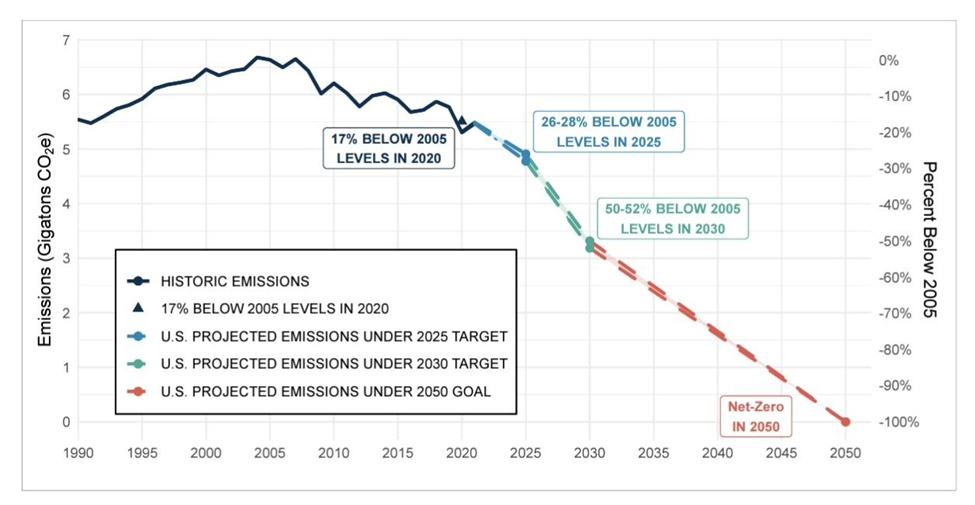 7
6
5
4
3
2
1
0
Emissions (Gigatons CO₂e)
0%
-10%
-20%
-30%
-40%
-50%
-60%
-70%
-80%
-90%
-100%
Percent Below 2005
17% BELOW 2005
LEVELS IN 2020
26-28% BELOW 2005
LEVELS IN 2025
50-52% BELOW 2005
LEVELS IN 2030
Net-Zero
IN 2050
HISTORIC EMISSIONS
17% BELOW 2005 LEVELS IN 2020
U.S. PROJECTED EMISSIONS UNDER 2025 TARGET
U.S. PROJECTED EMISSIONS UNDER 2030 TARGET
U.S. PROJECTED EMISSIONS UNDER 2050 GOAL
1990 1995 2000 2005 2010 2015 2020 2025 2030 2035 2040 2045 2050